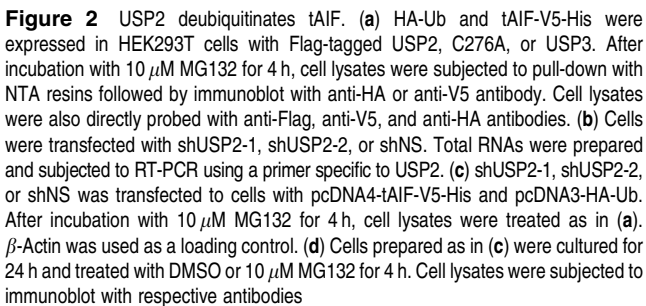 Figure 2 USP2 deubiquitinates tAIF. (a) HA-Ub and tAIF-V5-His were
expressed in HEK293T cells with Flag-tagged USP2, C276A, or USP3. After
incubation with 10 μM MG132 for 4 h, cell lysates were subjected to pull-down with
NTA resins followed by immunoblot with anti-HA or anti-V5 antibody. Cell lysates
were also directly probed with anti-Flag, anti-V5, and anti-HA antibodies. (b) Cells
were transfected with shUSP2-1, shUSP2-2, or shNS. Total RNAs were prepared
and subjected to RT-PCR using a primer specific to USP2. (c) shUSP2-1, shUSP2-2,
or shNS was transfected to cells with pcDNA4-tAIF-V5-His and pcDNA3-HA-Ub.
After incubation with 10 μM MG132 for 4 h, cell lysates were treated as in (a).
β-Actin was used as a loading control. (d) Cells prepared as in (c) were cultured for
24 h and treated with DMSO or 10 μM MG132 for 4 h. Cell lysates were subjected to
immunoblot with respective antibodies